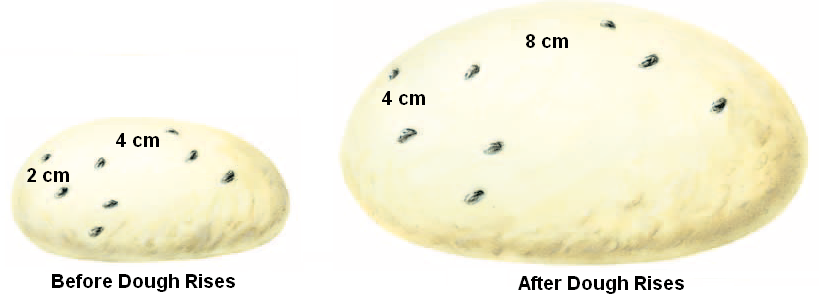 4 cm
2 cm
Before Dough Rises
8 cm
4 cm
After Dough Rises